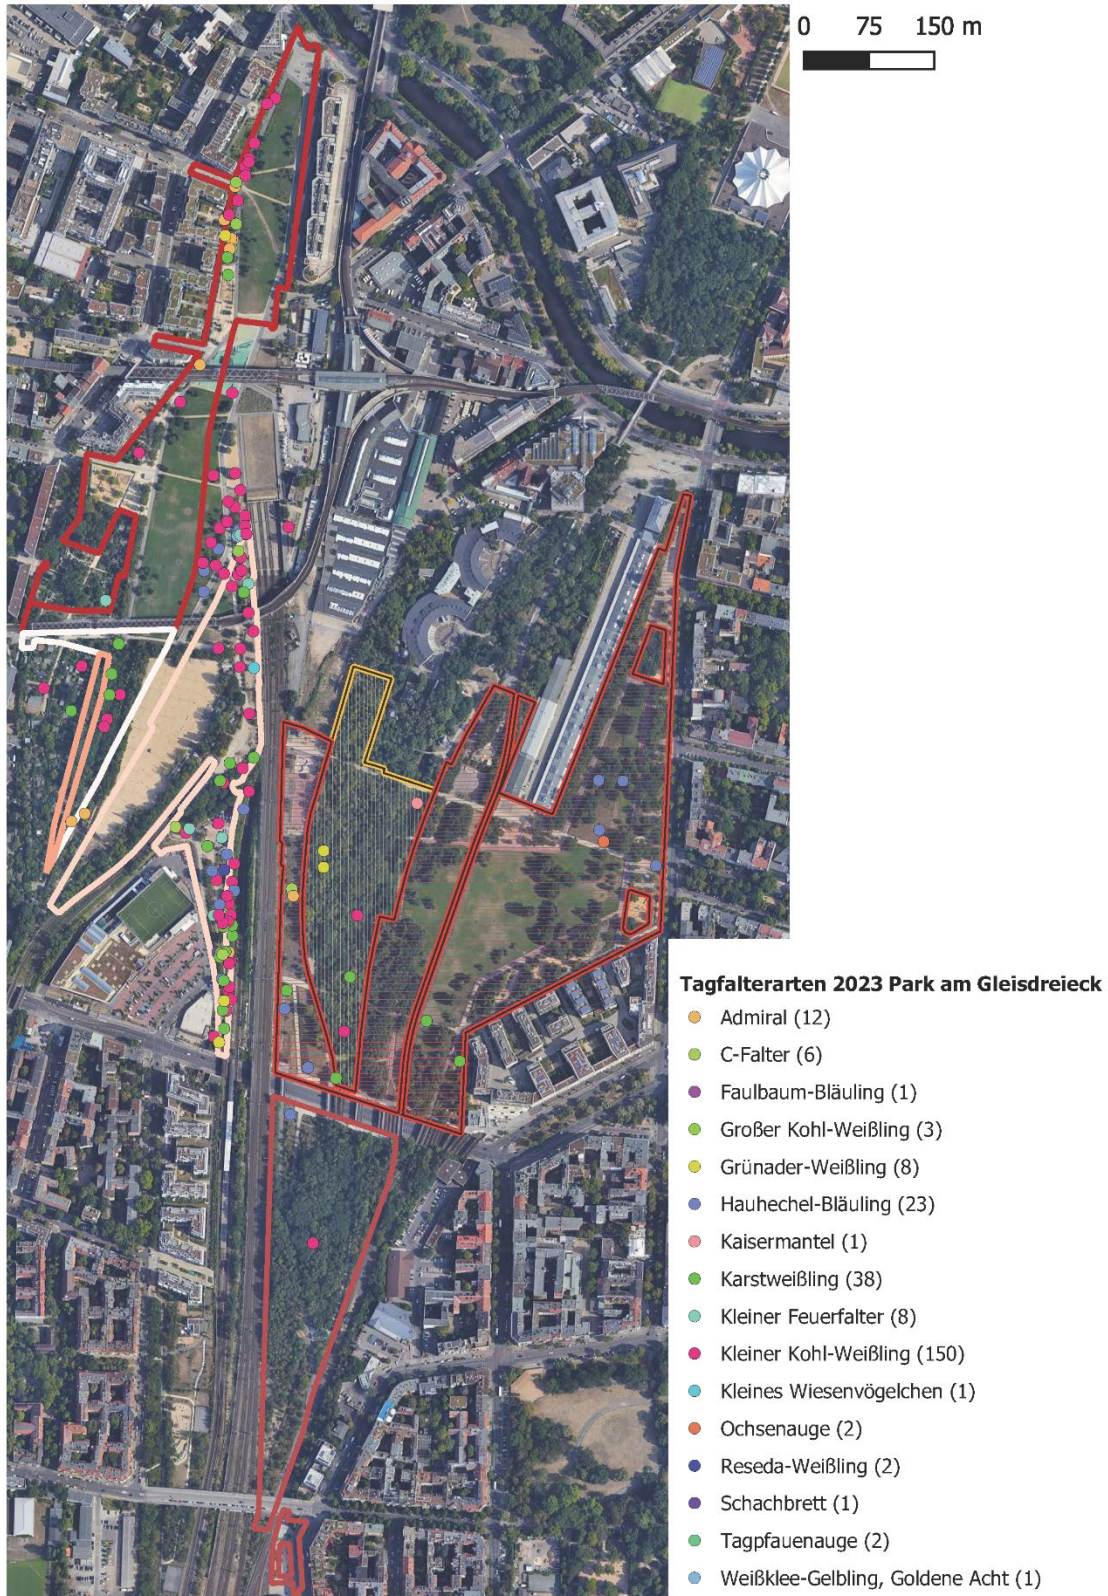 0 75 150 m
Tagfalterarten 2023 Park am Gleisdreieck
Admiral (12)
C-Falter (6)
Faulbaum-Bläuling (1)
Großer Kohl-Weißling (3)
Grünader-Weißling (8)
Hauhechel-Bläuling (23)
Kaisermantel (1)
Karstweißling (38)
Kleiner Feuerfalter (8)
Kleiner Kohl-Weißling (150)
Kleines Wiesenvögelchen (1)
Ochsenauge (2)
Reseda-Weißling (2)
Schachbrett (1)
Tagpfauenauge (2)
Weißklee-Gelbling, Goldene Acht (1)